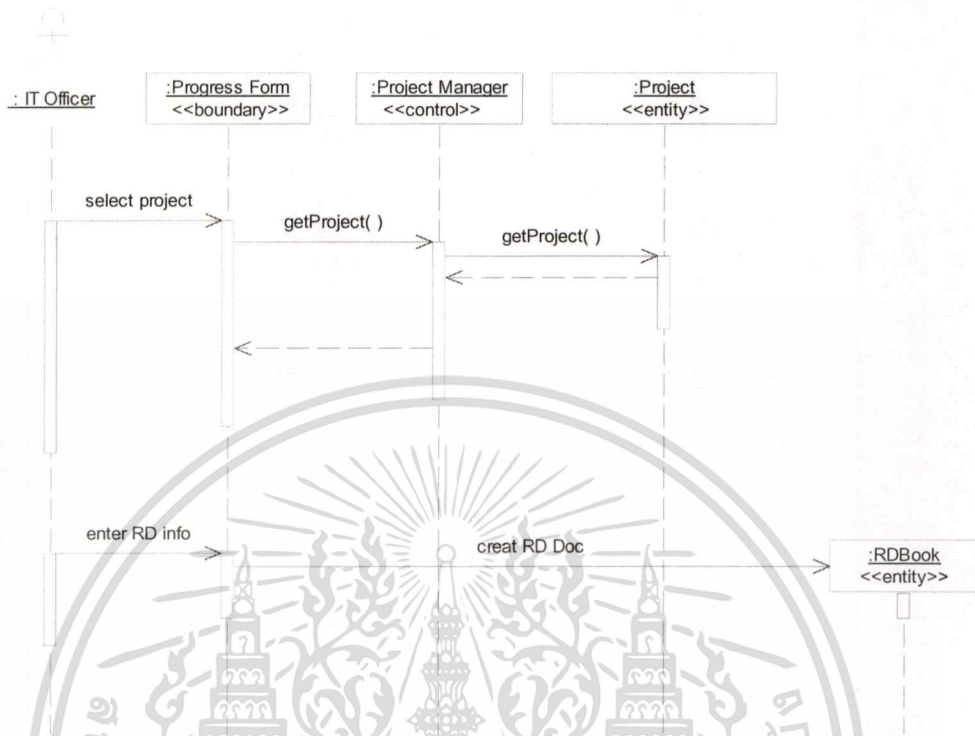 : IT Officer
:Progress Form
<<boundary>>
:Project Manager
<<control>>
:Project
<<entity>>
select project
getProject( )
getProject( )
enter RD info
creat RD Doc
:RDBook
<<entity>>